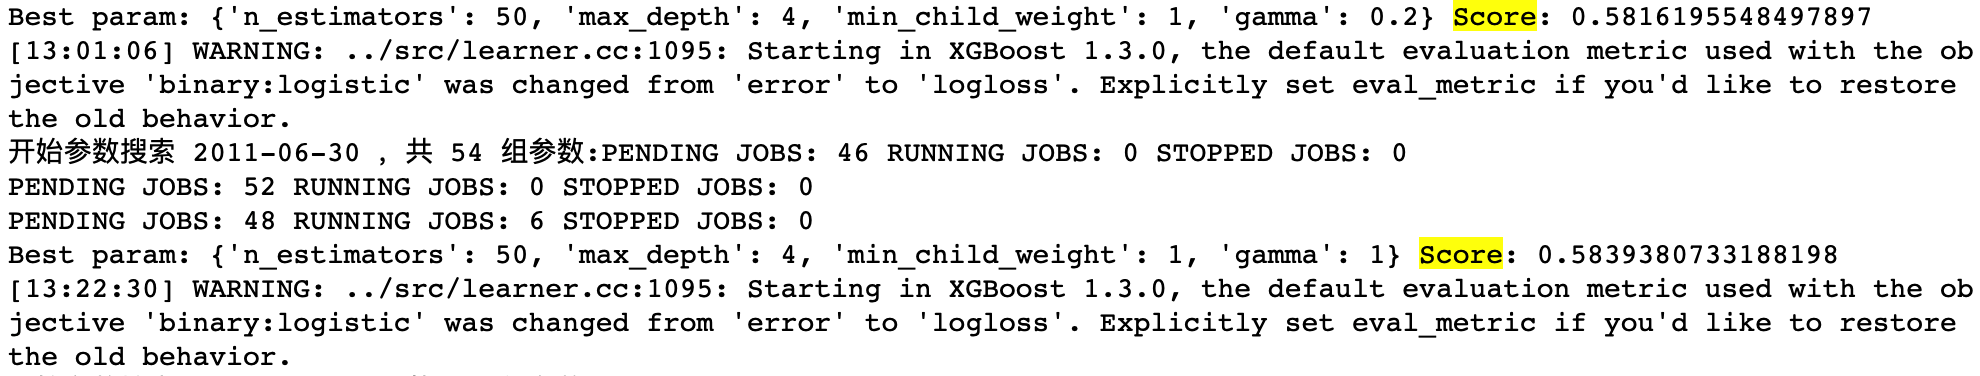 Best param: {'n_estimators': 50, 'max_depth': 4, 'min_child_weight': 1, 'gamma': 0.2} Score: 0.5816195548497897
[13:01:06] WARNING: ../src/learner.cc:1095: Starting in XGBoost 1.3.0, the default evaluation metric used with the ob
jective 'binary:logistic' was changed from 'error' to 'logloss'. Explicitly set eval_metric if you'd like to restore
the old behavior.
开始参数搜索 2011-06-30 , 共 54 组参数:PENDING JOBS: 46 RUNNING JOBS: 0 STOPPED JOBS: 0
PENDING JOBS: 52 RUNNING JOBS: 0 STOPPED JOBS: 0
PENDING JOBS: 48 RUNNING JOBS: 6 STOPPED JOBS: 0
Best param: {'n_estimators': 50, 'max_depth': 4, 'min_child_weight': 1, 'gamma': 1} Score: 0.5839380733188198
[13:22:30] WARNING: ../src/learner.cc:1095: Starting in XGBoost 1.3.0, the default evaluation metric used with the ob
jective 'binary:logistic' was changed from 'error' to 'logloss'. Explicitly set eval_metric if you'd like to restore
the old behavior.